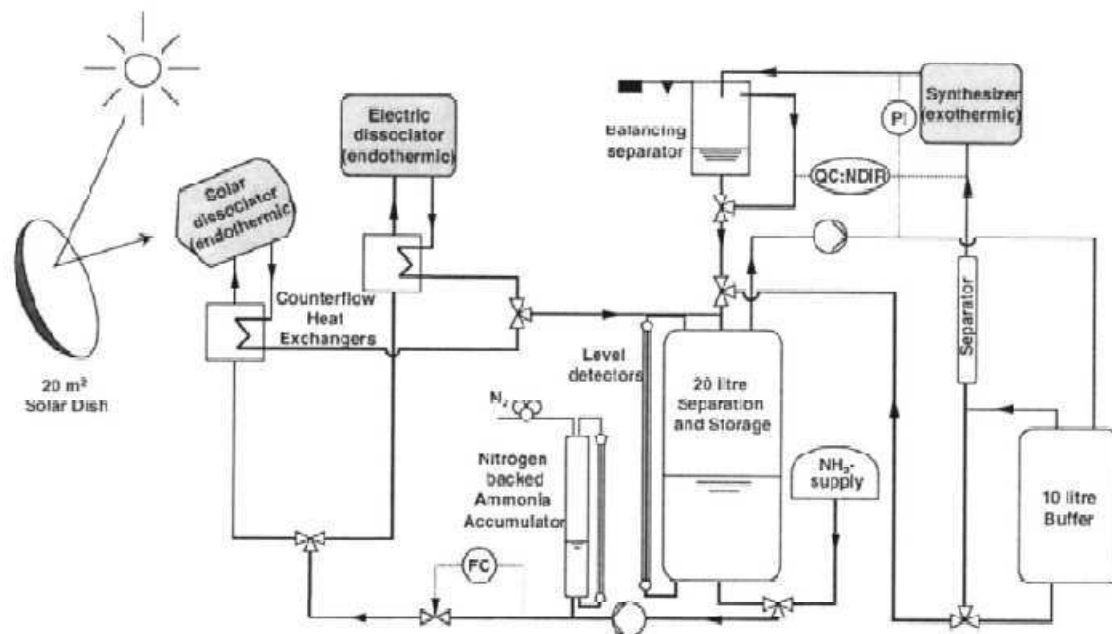 Electric
dissociator
(endothermic)
Solar
dissociator
(endothermic)
Counterflow
Heat
Exchangers
20 m²
Solar Dish
Balancing
separator
PI
Synthesizer
(exothermic)
QC:NDIR
Separator
Level
detectors
20 litre
Separation
and Storage
N₂
Nitrogen
backed
Ammonia
Accumulator
NH₃-
supply
10 litre
Buffer
FC